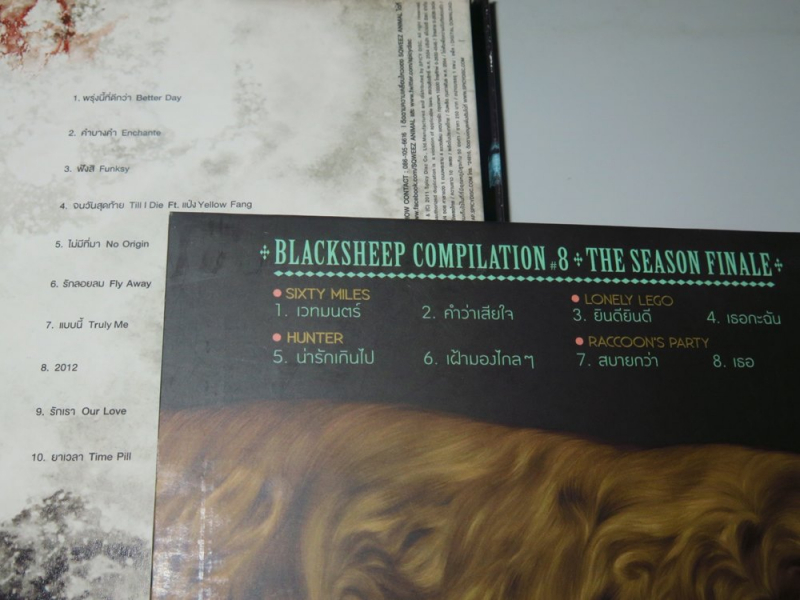 1. พรุ่งนี้ที่ดีกว่า Better Day
2. คำบางคำ Enchante
3. ฟังสิ Funksy
4. จนวันสุดท้าย Till I Die Ft. แป้ง Yellow Fang
5. ไม่มีที่มา No Origin
6. รักลอยลม Fly Away
7. แบบนี้ Truly Me
8. 2012
9. รักเรา Our Love
10. ยาเวลา Time Pill
BLACKSHEEP COMPILATION #8 THE SEASON FINALE
SIXTY MILES
1. เวทมนตร์ 2. คำว่าเสียใจ
LONELY LEGO
3. ยินดียินดี 4. เธอกะฉัน
HUNTER
5. น่ารักเกินไป 6. เฝ้ามองไกลๆ
RACCOON'S PARTY
7. สบายกว่า 8. เธอ